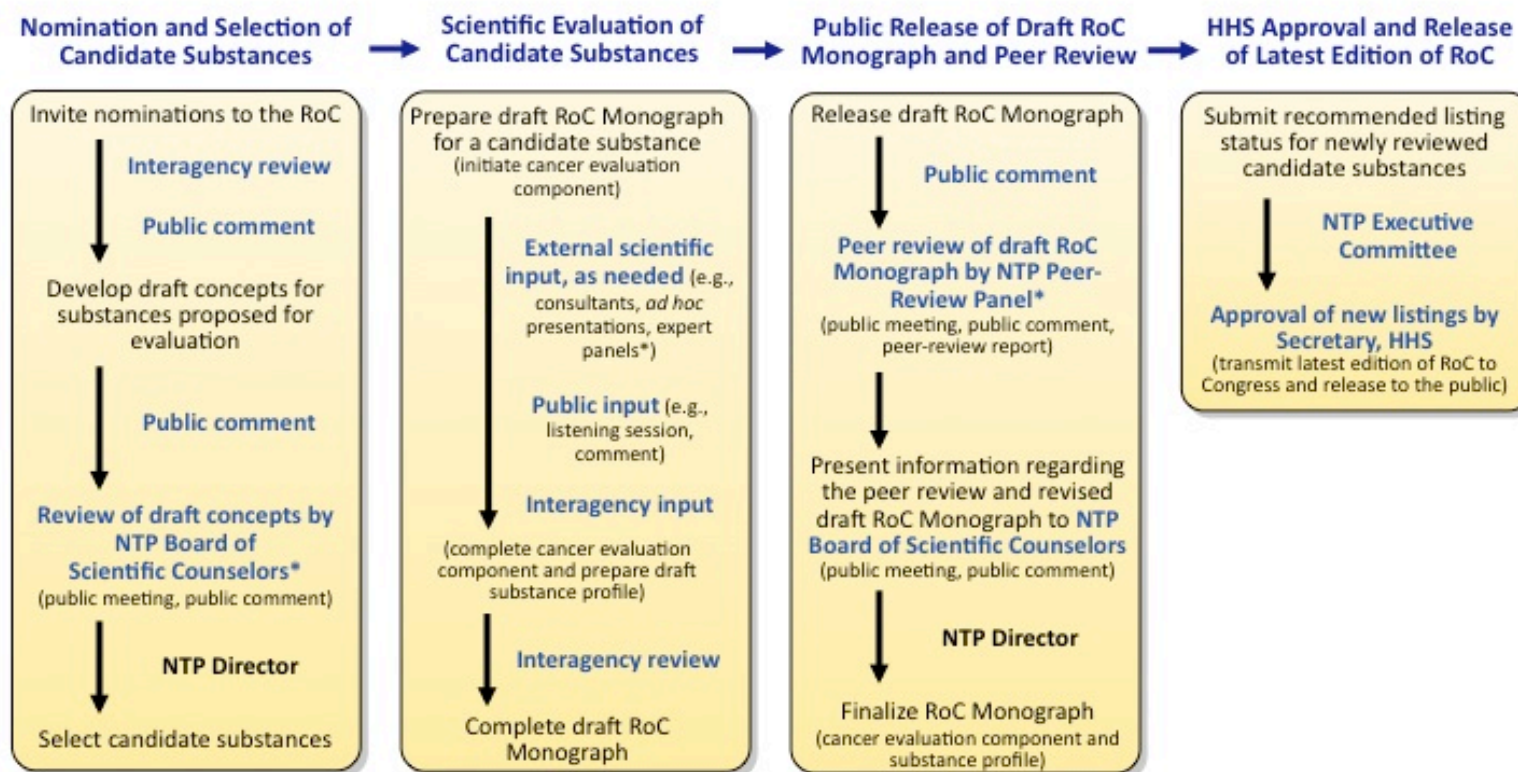 Nomination and Selection of
Candidate Substances
Scientific Evaluation of
Candidate Substances
Public Release of Draft RoC
Monograph and Peer Review
HHS Approval and Release
of Latest Edition of RoC
Invite nominations to the RoC
Interagency review
Public comment
Develop draft concepts for
substances proposed for
evaluation
Public comment
Review of draft concepts by
NTP Board of
Scientific Counselors*
(public meeting, public comment)
NTP Director
Select candidate substances
Prepare draft RoC Monograph
for a candidate substance
(initiate cancer evaluation
component)
External scientific
input, as needed (e.g.,
consultants, ad hoc
presentations, expert
panels*)
Public input (e.g.,
listening session,
comment)
Interagency input
(complete cancer evaluation
component and prepare draft
substance profile)
Interagency review
Complete draft RoC
Monograph
Release draft RoC Monograph
Public comment
Peer review of draft RoC
Monograph by NTP Peer-
Review Panel*
(public meeting, public comment,
peer-review report)
Present information regarding
the peer review and revised
draft RoC Monograph to NTP
Board of Scientific Counselors
(public meeting, public comment)
NTP Director
Finalize RoC Monograph
(cancer evaluation component and
substance profile)
Submit recommended listing
status for newly reviewed
candidate substances
NTP Executive
Committee
Approval of new listings by
Secretary, HHS
(transmit latest edition of RoC to
Congress and release to the public)